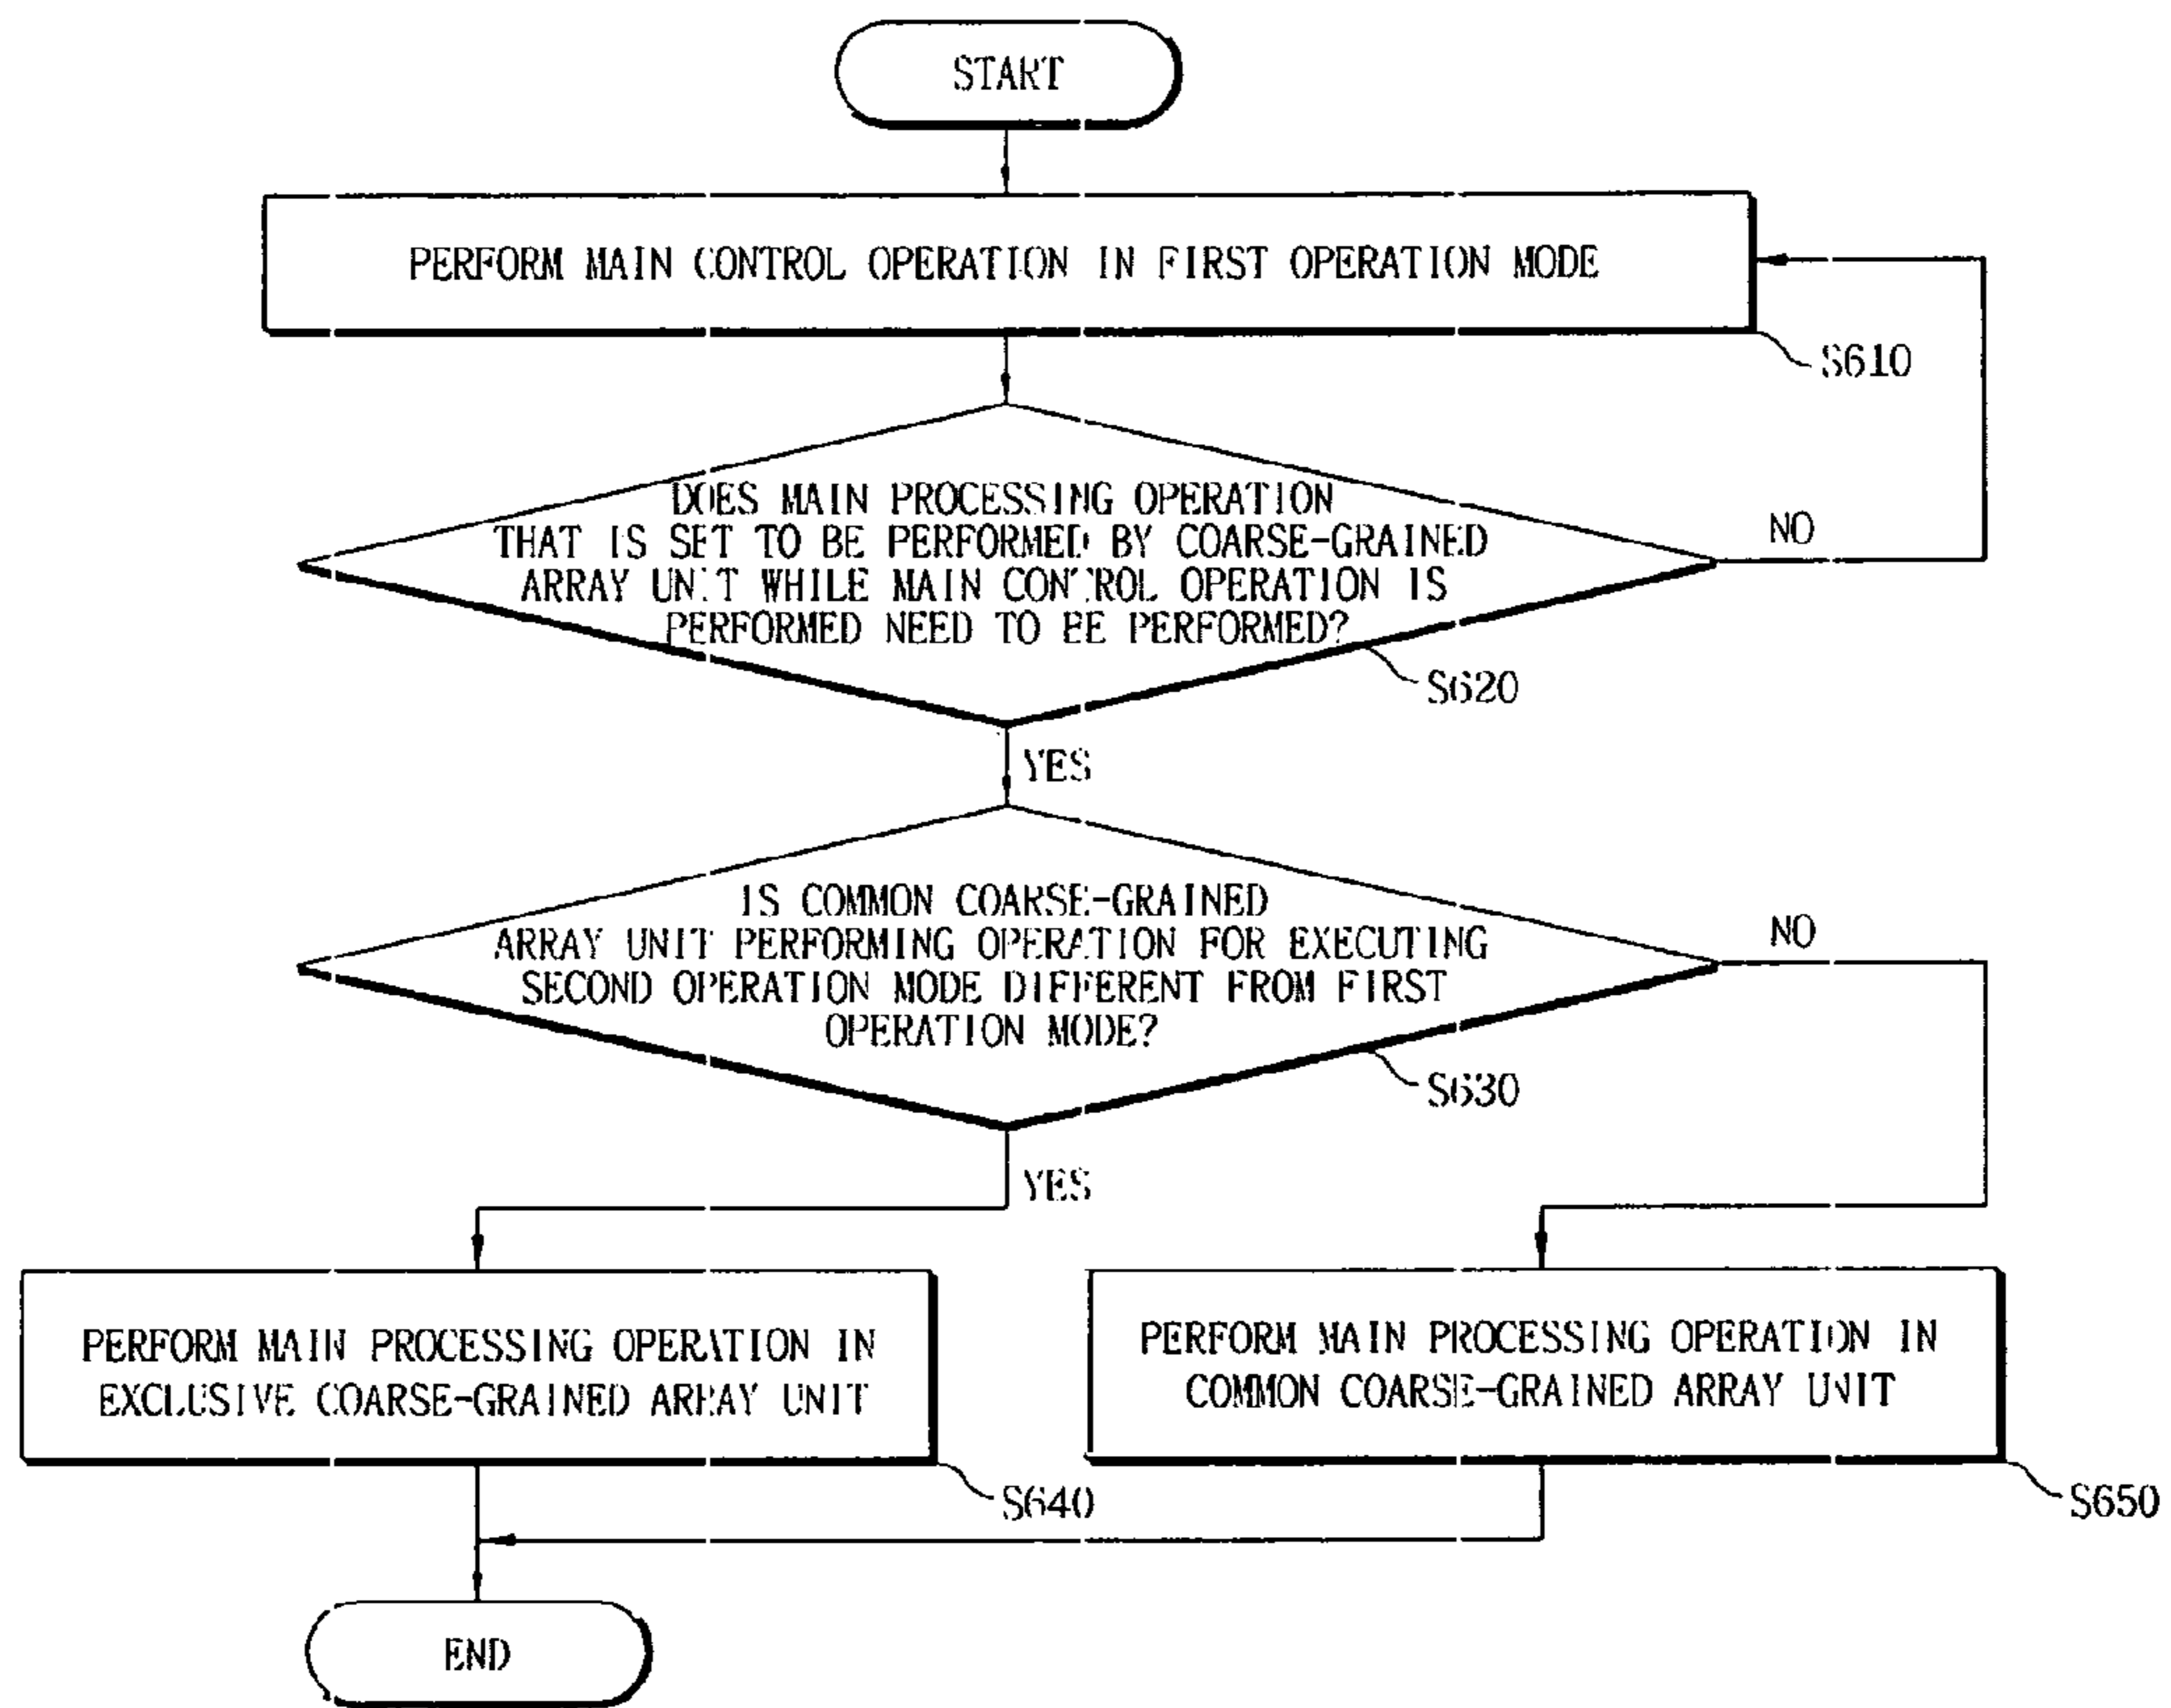 START
PERFORM MAIN CONTROL OPERATION IN FIRST OPERATION MODE
S610
DOES MAIN PROCESSING OPERATION
THAT IS SET TO BE PERFORMED BY COARSE-GRAINED
ARRAY UNIT WHILE MAIN CONTROL OPERATION IS
PERFORMED NEED TO BE PERFORMED?
NO
S620
YES
IS COMMON COARSE-GRAINED
ARRAY UNIT PERFORMING OPERATION FOR EXECUTING
SECOND OPERATION MODE DIFFERENT FROM FIRST
OPERATION MODE?
NO
S630
YES
PERFORM MAIN PROCESSING OPERATION IN
EXCLUSIVE COARSE-GRAINED ARRAY UNIT
S640
PERFORM MAIN PROCESSING OPERATION IN
COMMON COARSE-GRAINED ARRAY UNIT
S650
END